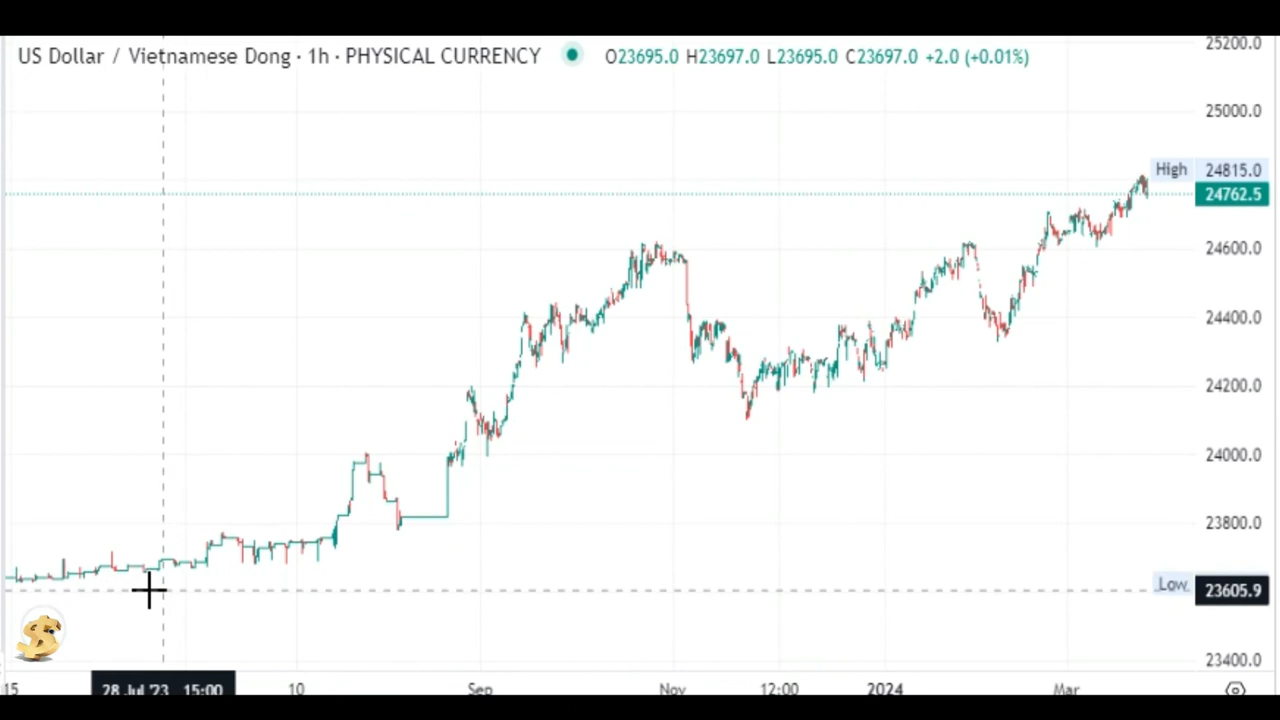 25200.0
US Dollar / Vietnamese Dong · 1h · PHYSICAL CURRENCY O23695.0 H23697.0 L23695.0 C23697.0 +2.0 (+0.01%)
25000.0
High 24815.0
24762.5
24600.0
24400.0
24200.0
24000.0
23800.0
Low 23605.9
23400.0
15 28 Jul '23 15:00 10 Sep Nov 12:00 2024 Mar